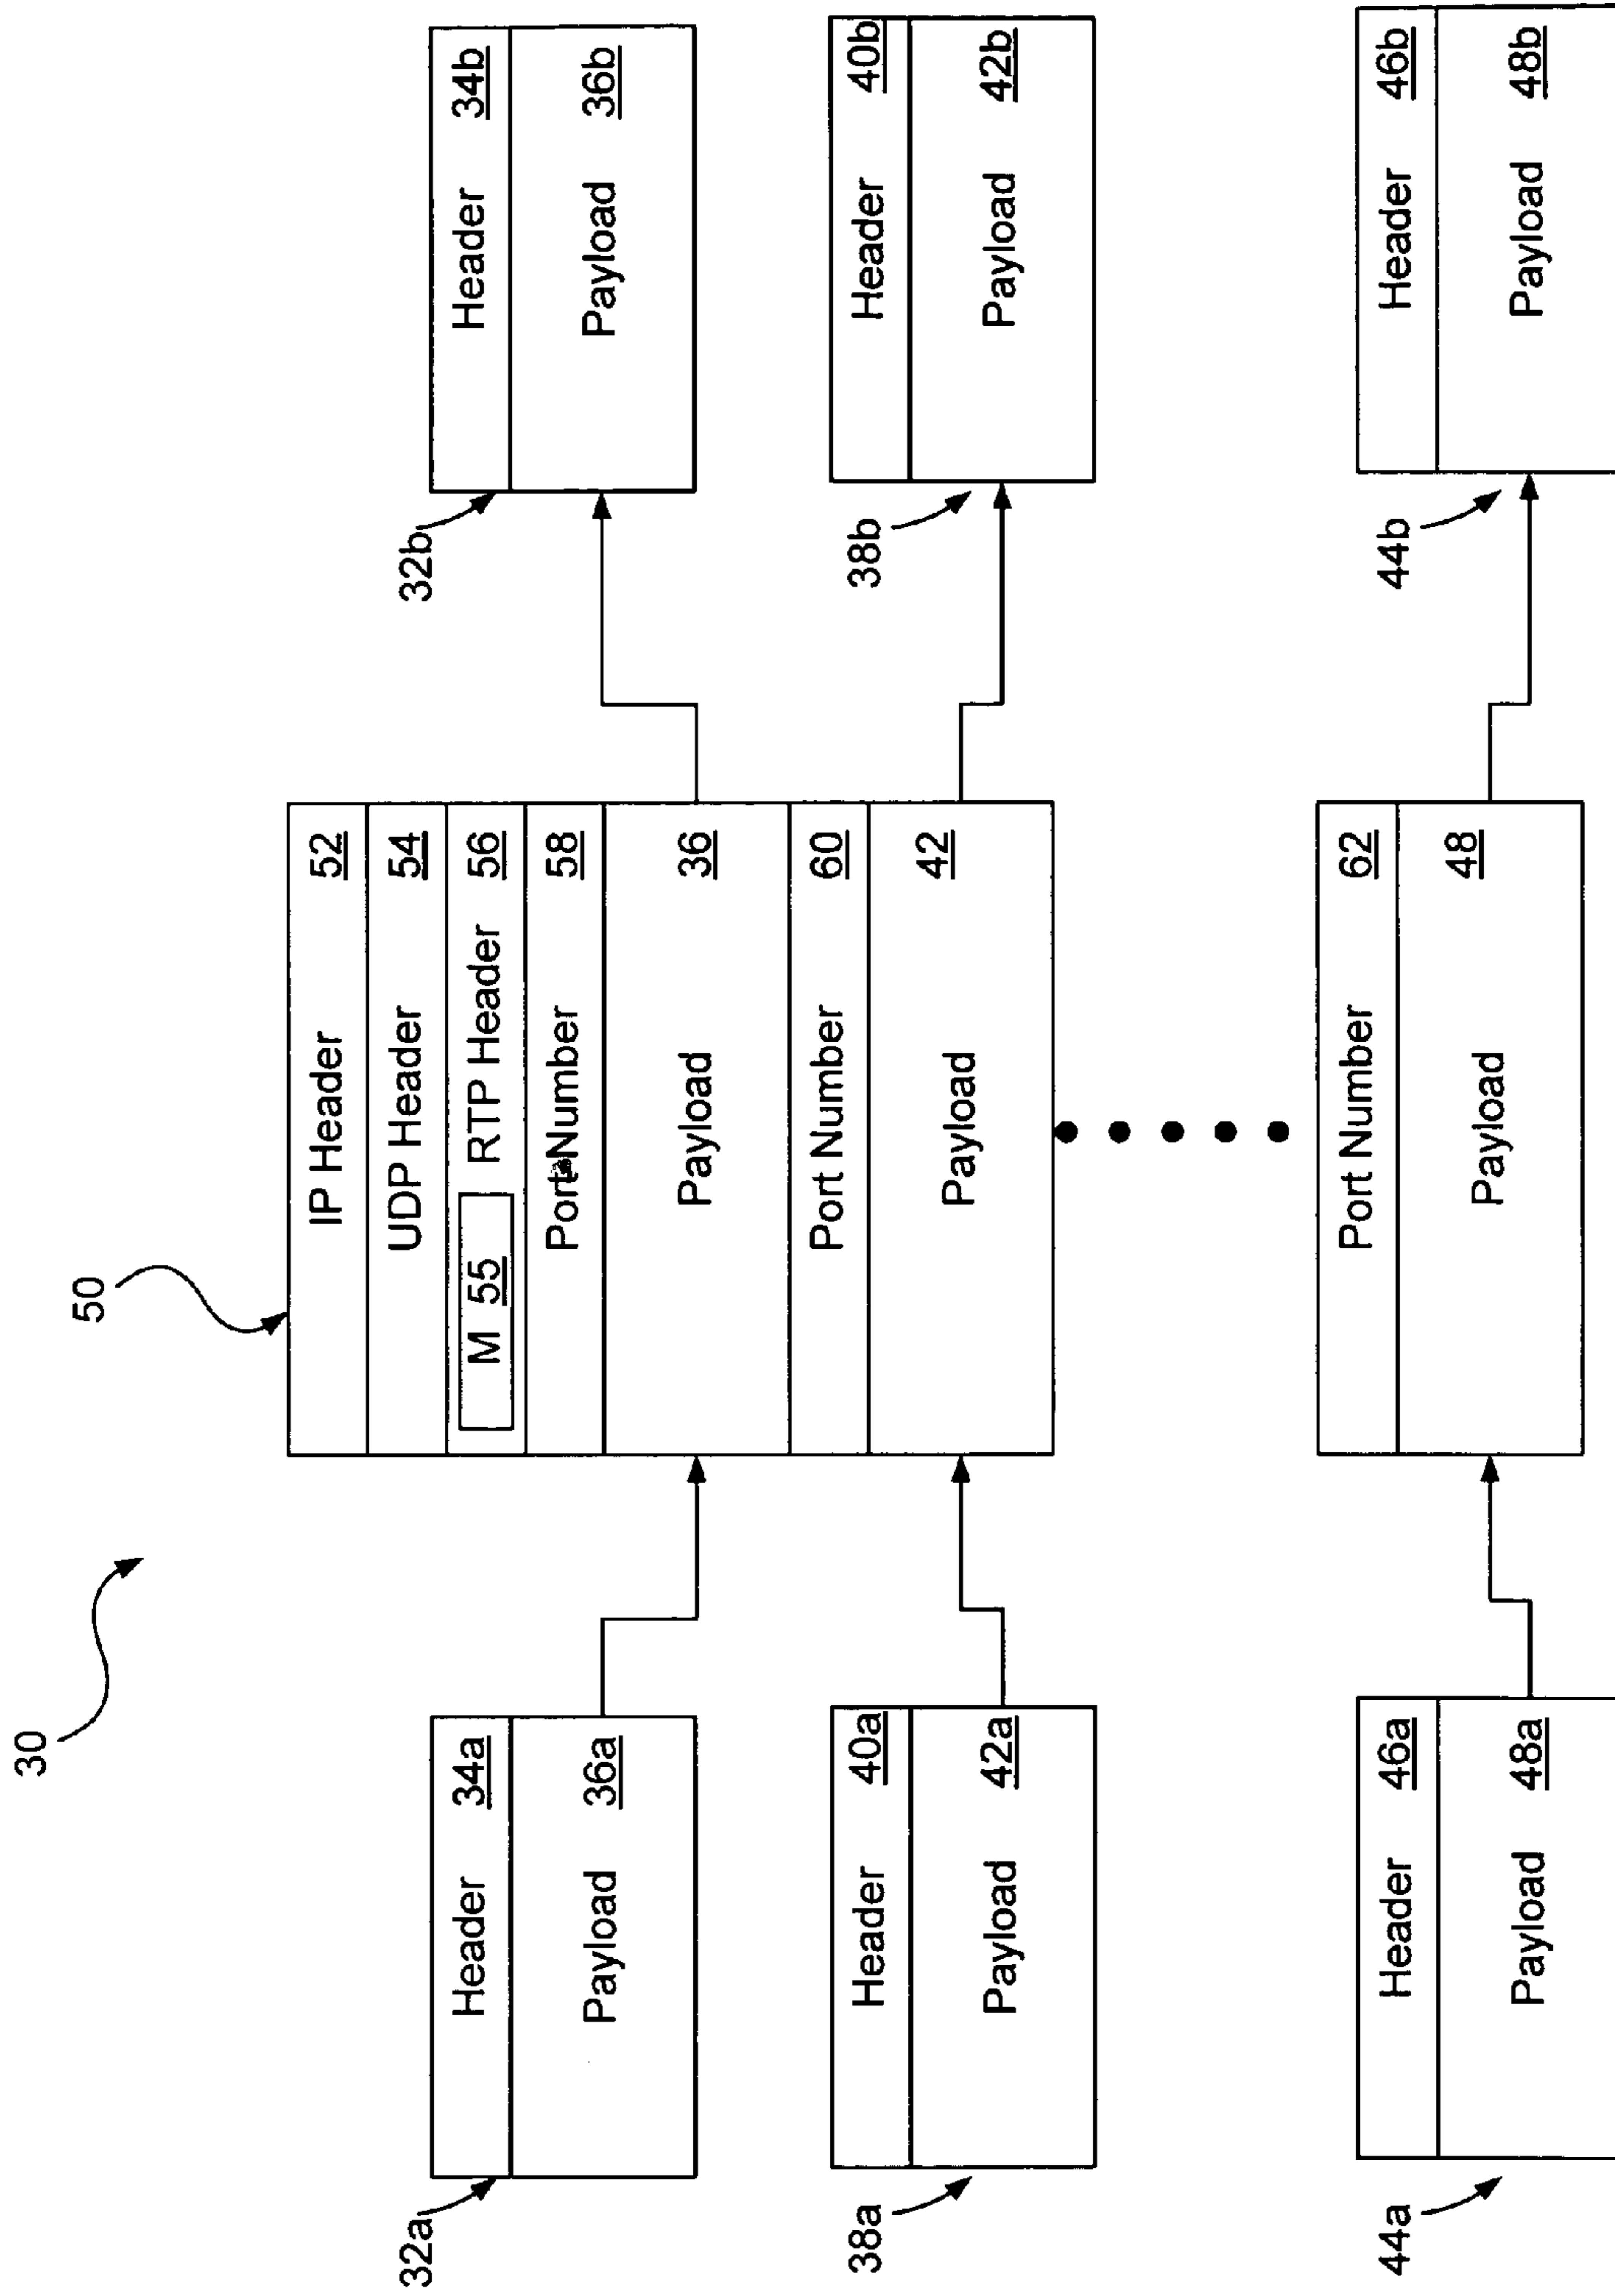 30
50
32a
Header 34a
Payload 36a
38a
Header 40a
Payload 42a
44a
Header 46a
Payload 48a
IP Header 52
UDP Header 54
M 55 RTP Header 56
Port Number 58
Payload 36
Port Number 60
Payload 42
Port Number 62
Payload 48
32b
Header 34b
Payload 36b
38b
Header 40b
Payload 42b
44b
Header 46b
Payload 48b